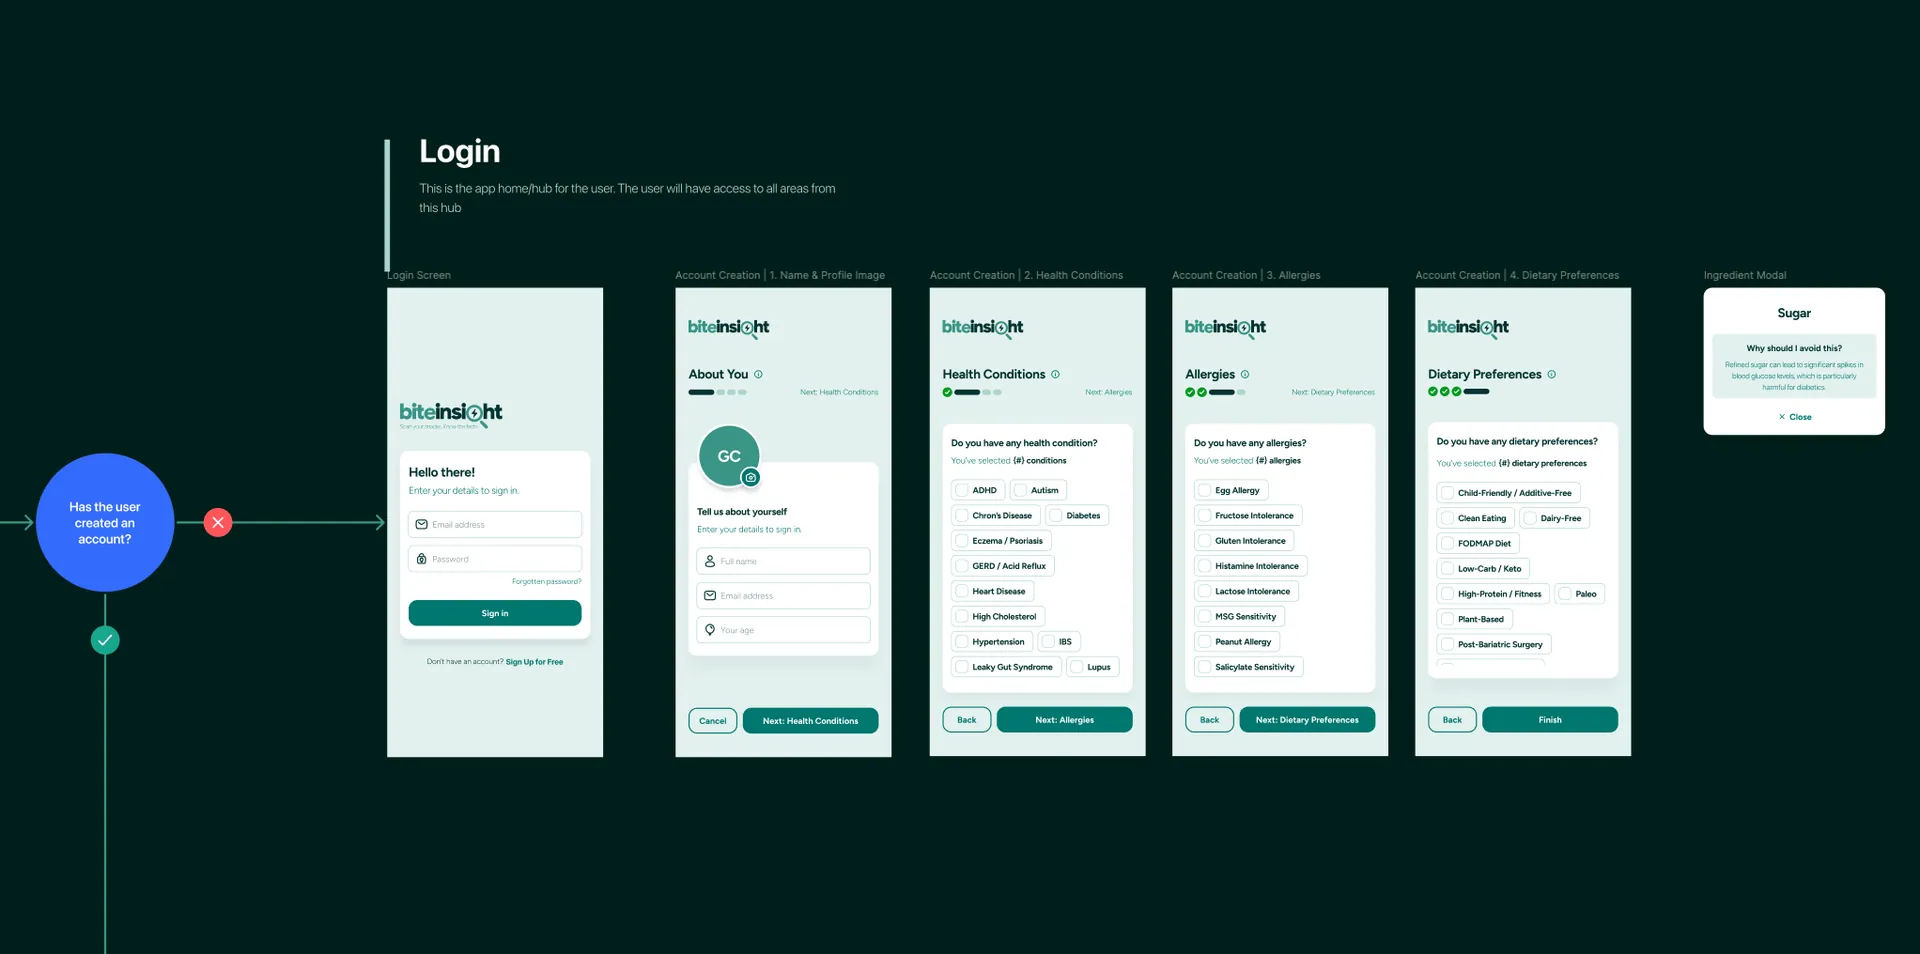 Login
This is the app home/hub for the user. The user will have access to all areas from
this hub
Has the user
created an
account?
Login Screen
biteinsight
Scan your snacks. Know the facts.
Hello there!
Enter your details to sign in.
Email address
Password
Forgotten password?
Sign in
Don't have an account? Sign Up for Free
Account Creation | 1. Name & Profile Image
biteinsight
About You
Next: Health Conditions
GC
Tell us about yourself
Enter your details to sign in.
Full name
Email address
Your age
Cancel
Next: Health Conditions
Account Creation | 2. Health Conditions
biteinsight
Health Conditions
Next: Allergies
Do you have any health condition?
You've selected {#} conditions
ADHD
Autism
Chron's Disease
Diabetes
Eczema / Psoriasis
GERD / Acid Reflux
Heart Disease
High Cholesterol
Hypertension
IBS
Leaky Gut Syndrome
Lupus
Back
Next: Allergies
Account Creation | 3. Allergies
biteinsight
Allergies
Next: Dietary Preferences
Do you have any allergies?
You've selected {#} allergies
Egg Allergy
Fructose Intolerance
Gluten Intolerance
Histamine Intolerance
Lactose Intolerance
MSG Sensitivity
Peanut Allergy
Salicylate Sensitivity
Back
Next: Dietary Preferences
Account Creation | 4. Dietary Preferences
biteinsight
Dietary Preferences
Do you have any dietary preferences?
You've selected {#} dietary preferences
Child-Friendly / Additive-Free
Clean Eating
Dairy-Free
FODMAP Diet
Low-Carb / Keto
High-Protein / Fitness
Paleo
Plant-Based
Post-Bariatric Surgery
Back
Finish
Ingredient Modal
Sugar
Why should I avoid this?
Refined sugar can lead to significant spikes in
blood glucose levels, which is particularly
harmful for diabetics.
Close